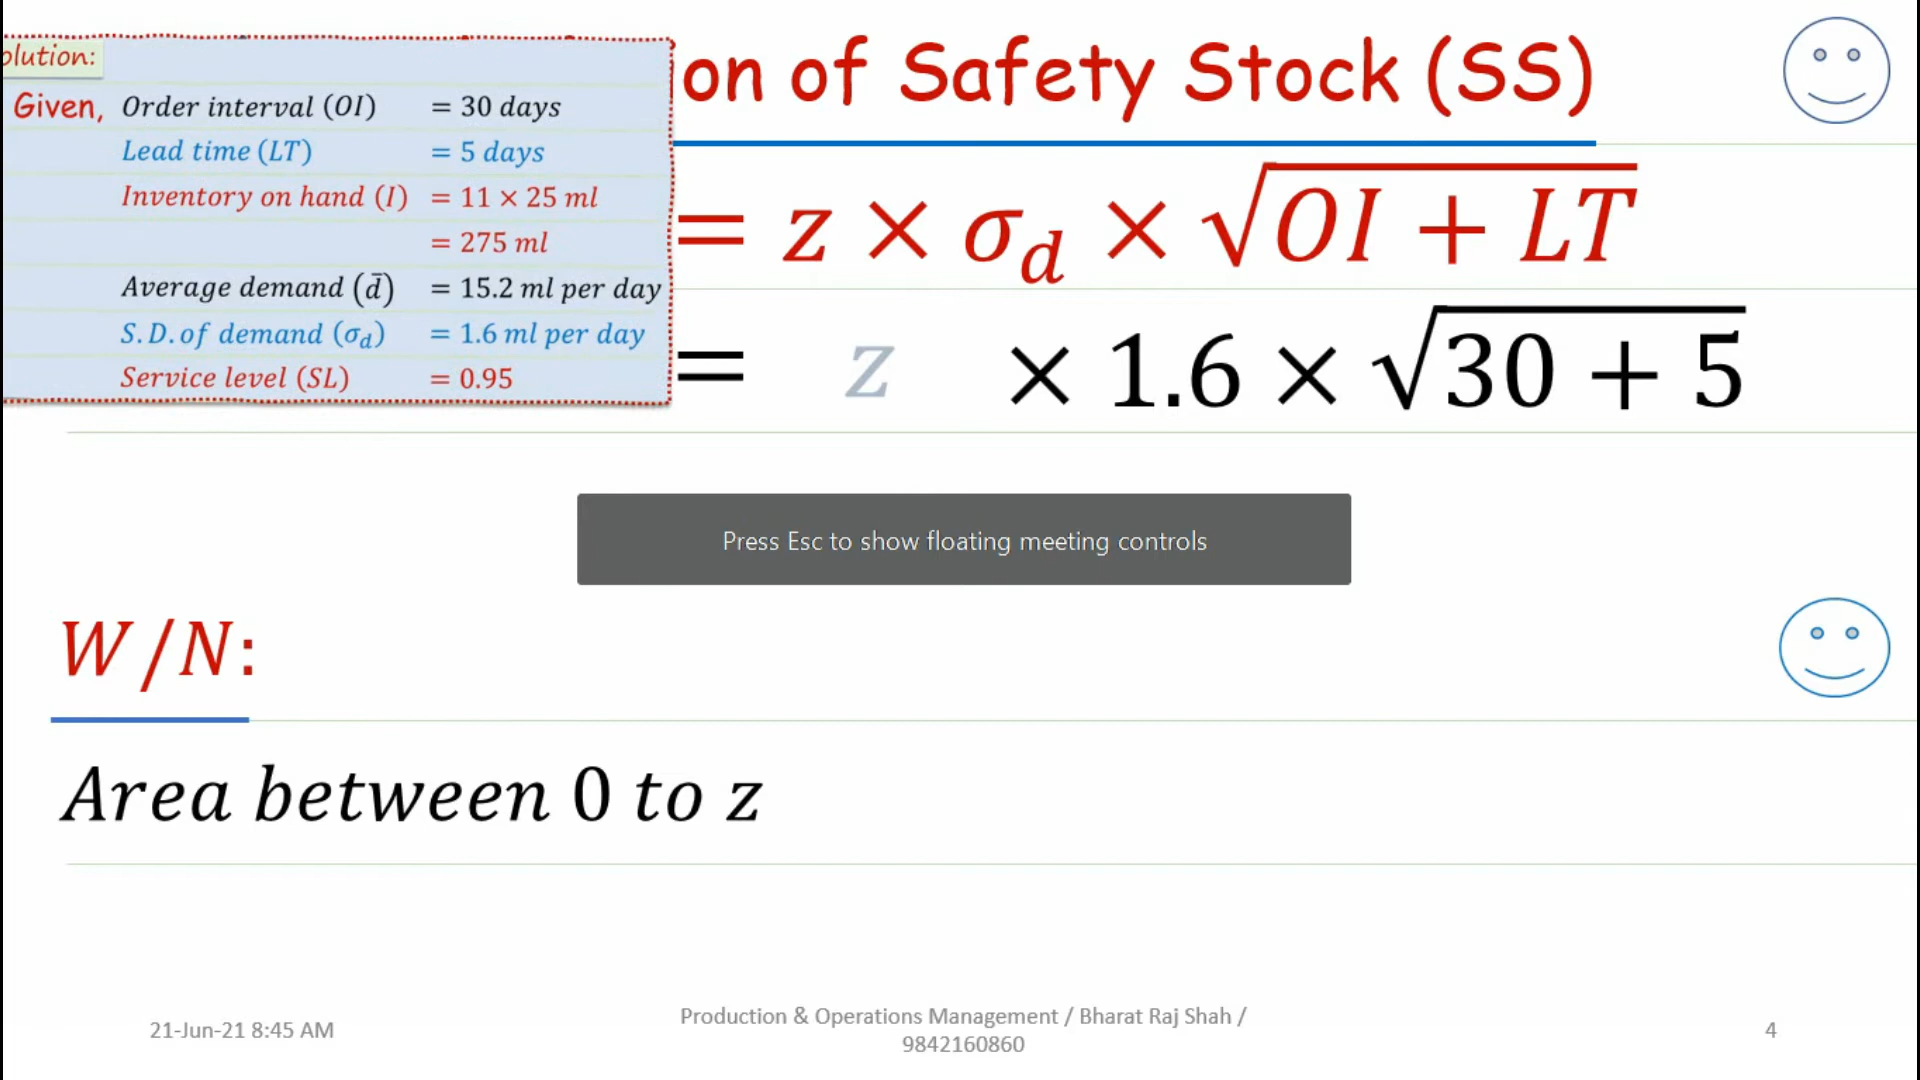 olution:
Given, Order interval (OI) = 30 days
Lead time (LT) = 5 days
Inventory on hand (I) = 11 × 25 ml
= 275 ml
Average demand (d̄) = 15.2 ml per day
S.D. of demand (σd) = 1.6 ml per day
Service level (SL) = 0.95
on of Safety Stock (SS)
= z × σd × √OI + LT
= z × 1.6 × √30 + 5
Press Esc to show floating meeting controls
W/N:
Area between 0 to z
21-Jun-21 8:45 AM
Production & Operations Management / Bharat Raj Shah /
9842160860
4